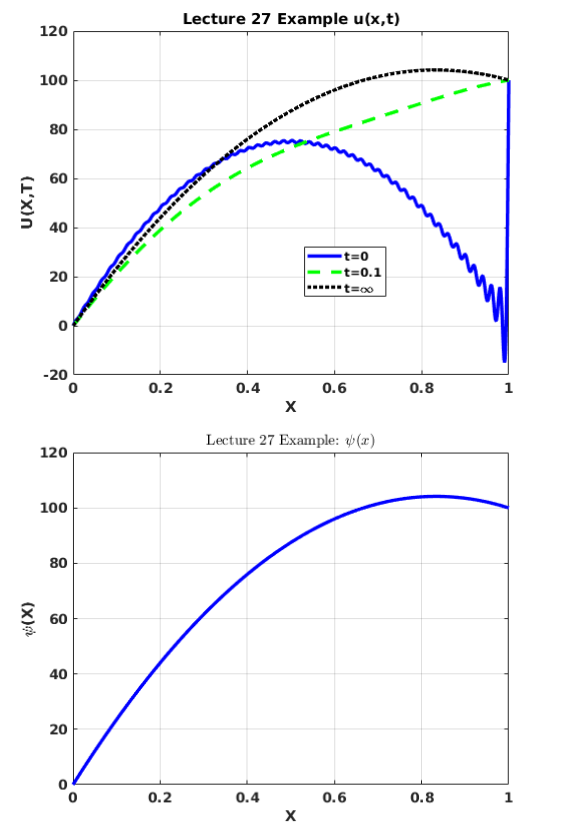 Lecture 27 Example u(x,t)
120
100
80
60
40
20
0
-20
U(X,T)
t=0
t=0.1
t=∞
0 0.2 0.4 0.6 0.8 1
X
Lecture 27 Example: ψ(x)
120
100
80
60
40
20
0
ψ(X)
0 0.2 0.4 0.6 0.8 1
X